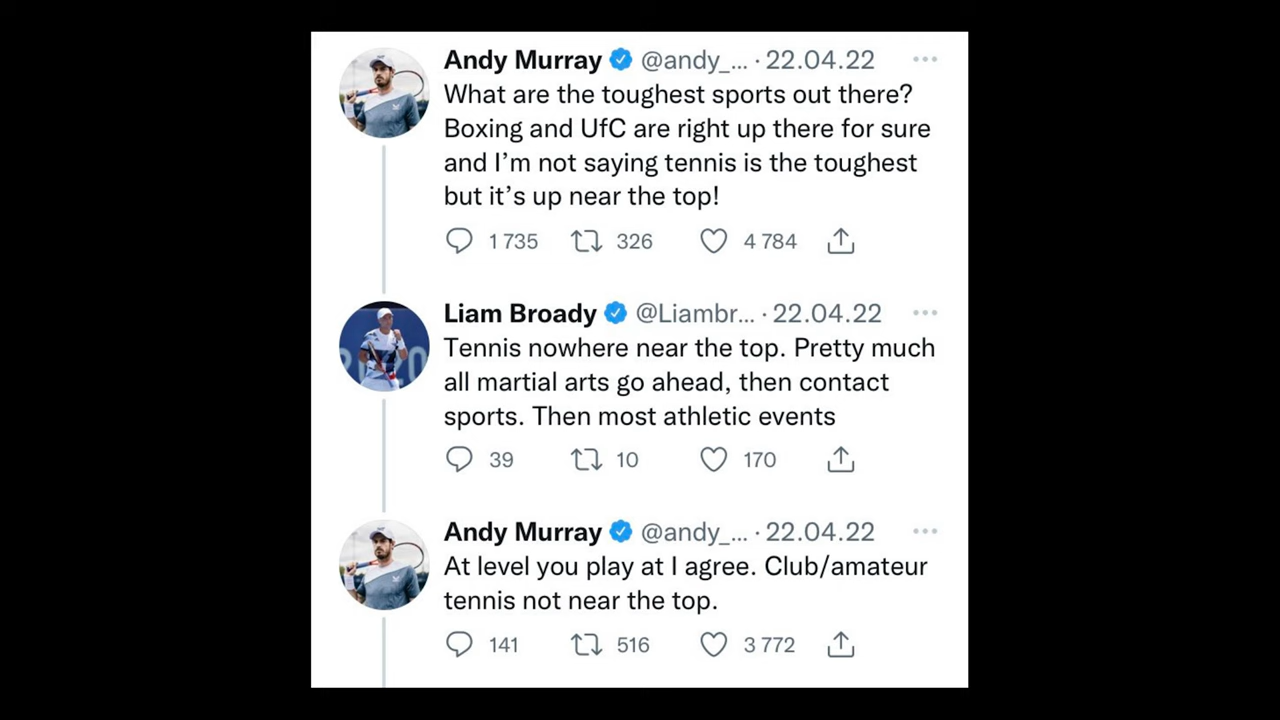 Andy Murray @andy_... · 22.04.22
What are the toughest sports out there?
Boxing and UfC are right up there for sure
and I’m not saying tennis is the toughest
but it’s up near the top!
1 735 326 4 784
Liam Broady @Liambr... · 22.04.22
Tennis nowhere near the top. Pretty much
all martial arts go ahead, then contact
sports. Then most athletic events
39 10 170
Andy Murray @andy_... · 22.04.22
At level you play at I agree. Club/amateur
tennis not near the top.
141 516 3 772